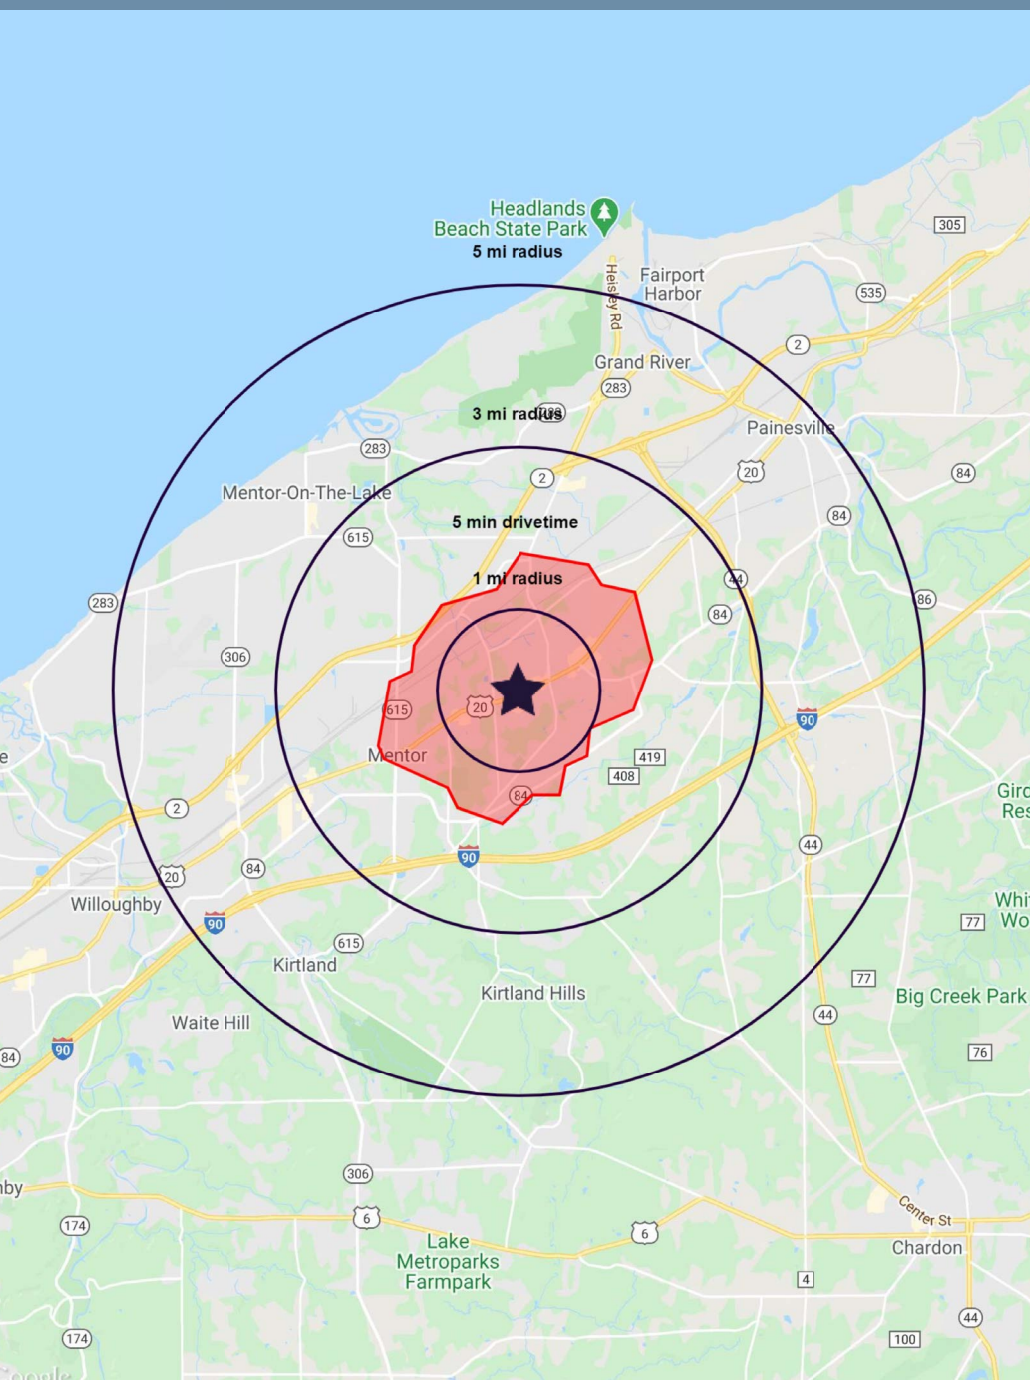 Headlands
Beach State Park
5 mi radius
305
Heisley Rd
Fairport
Harbor
535
2
Grand River
283
3 mi radius
Painesville
283
2
20
84
Mentor-On-The-Lake
84
5 min drivetime
615
1 mi radius
44
283
86
84
306
615
20
90
Mentor
419
e
408
84
2
44
90
84
20
Willoughby
90
77
615
Kirtland
77
Kirtland Hills
Big Creek Park
44
Waite Hill
90
76
84
306
by
6
174
Center St
6
Lake
Metroparks
Farmpark
Chardon
4
44
174
100